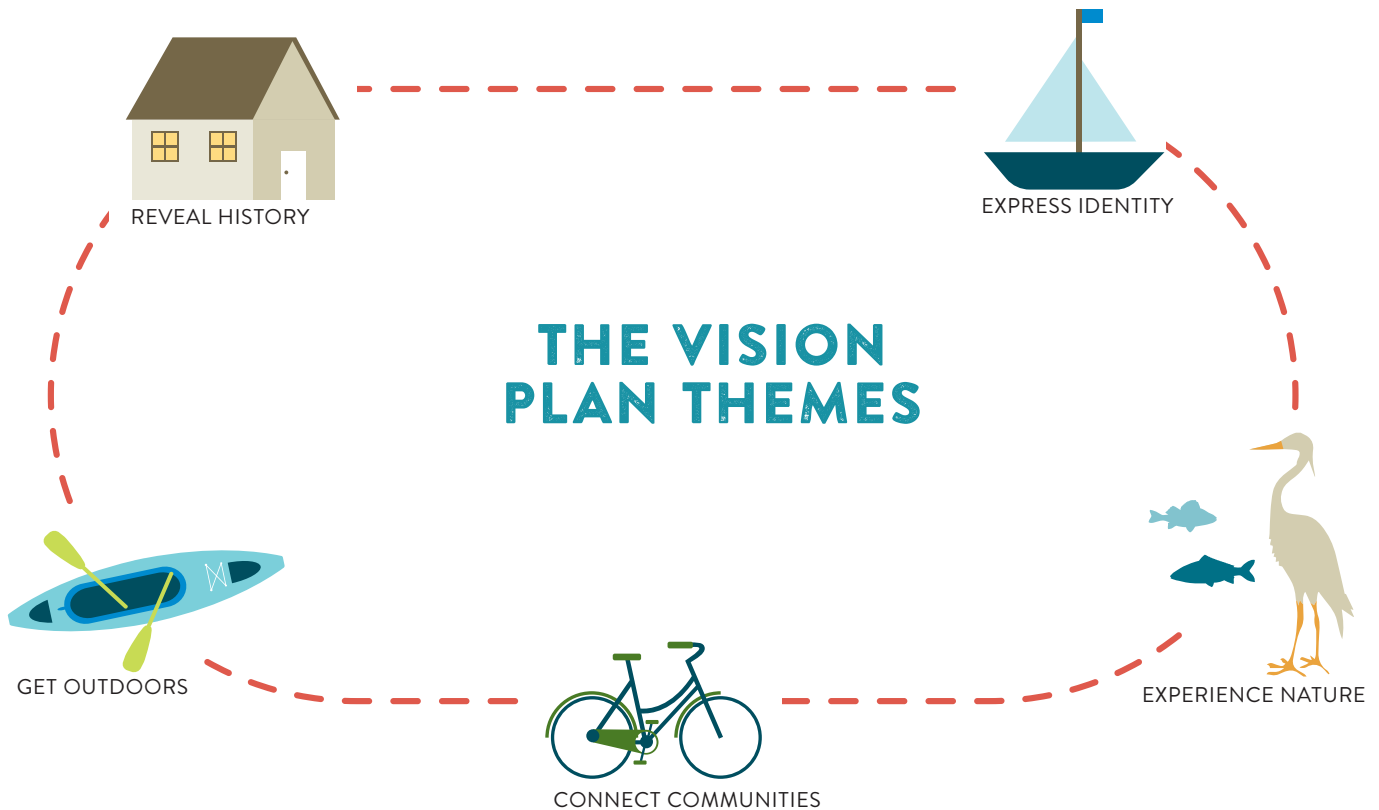 REVEAL HISTORY
EXPRESS IDENTITY
THE VISION
PLAN THEMES
GET OUTDOORS
EXPERIENCE NATURE
CONNECT COMMUNITIES